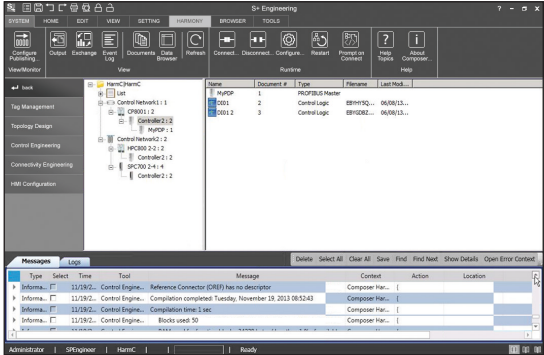 S+ Engineering
SYSTEM HOME EDIT VIEW SETTING HARMONY BROWSER TOOLS
Configure Publishing...
Output
Exchange
Event Log
Documents
Data Browser
Refresh
Connect...
Disconnect...
Configure...
Restart
Prompt on Connect
Help Topics
About Composer...
View/Monitor
View
Runtime
Help
back
Tag Management
Topology Design
Control Engineering
Connectivity Engineering
HMI Configuration
HarmC|HarmC
List
Control Network1 : 1
CP8001 : 2
Controller2 : 2
MyPDP : 1
Control Network2 : 2
HPC800 2-2 : 2
Controller2 : 2
SPC700 2-4 : 4
Controller2 : 2
Name Document # Type Filename Last Modi...
MyPDP 1 PROFIBUS Master
D001 2 Control Logic EBYHY5Q... 06/08/13...
D001 2 3 Control Logic EBYGDBZ... 06/08/13...
Messages Logs
Delete Select All Clear All Save Find Find Next Show Details Open Error Context
Type Select Time Tool Message Context Action Location
Informa... 11/19/2... Control Engine... Reference Connector (OREF) has no descriptor Composer Har... [
Informa... 11/19/2... Control Engine... Compilation completed: Tuesday, November 19, 2013 08:52:43 Composer Har... [
Informa... 11/19/2... Control Engine... Compilation time: 1 sec Composer Har... [
Informa... 11/19/2... Control Engine... Blocks used: 50 Composer Har... [
Administrator | SPEngineer | HarmC | | | Ready